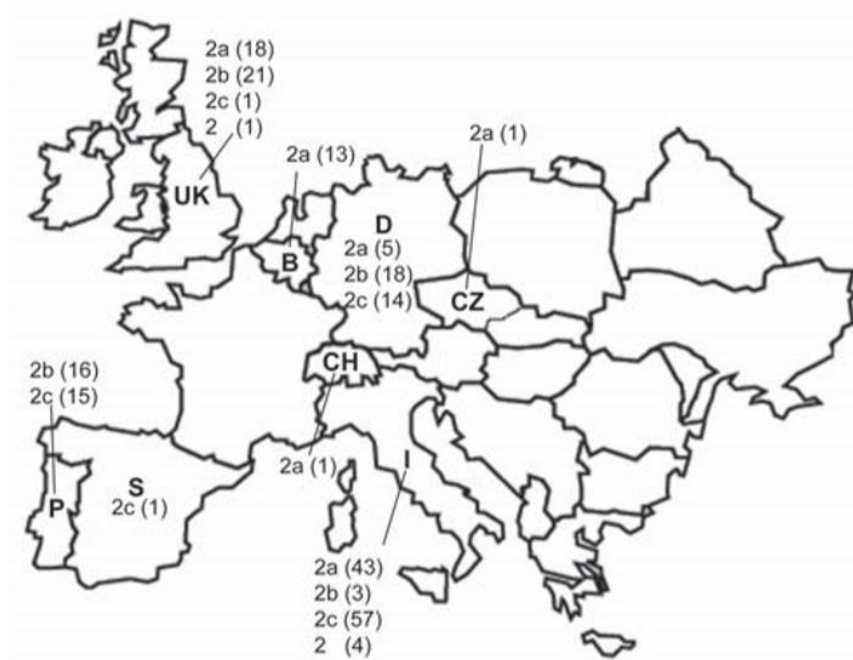 2a (18)
2b (21)
2c (1)
2 (1)
UK
2a (13)
B
2a (1)
CZ
D
2a (5)
2b (18)
2c (14)
CH
2a (1)
2b (16)
2c (15)
P
S
2c (1)
I
2a (43)
2b (3)
2c (57)
2 (4)